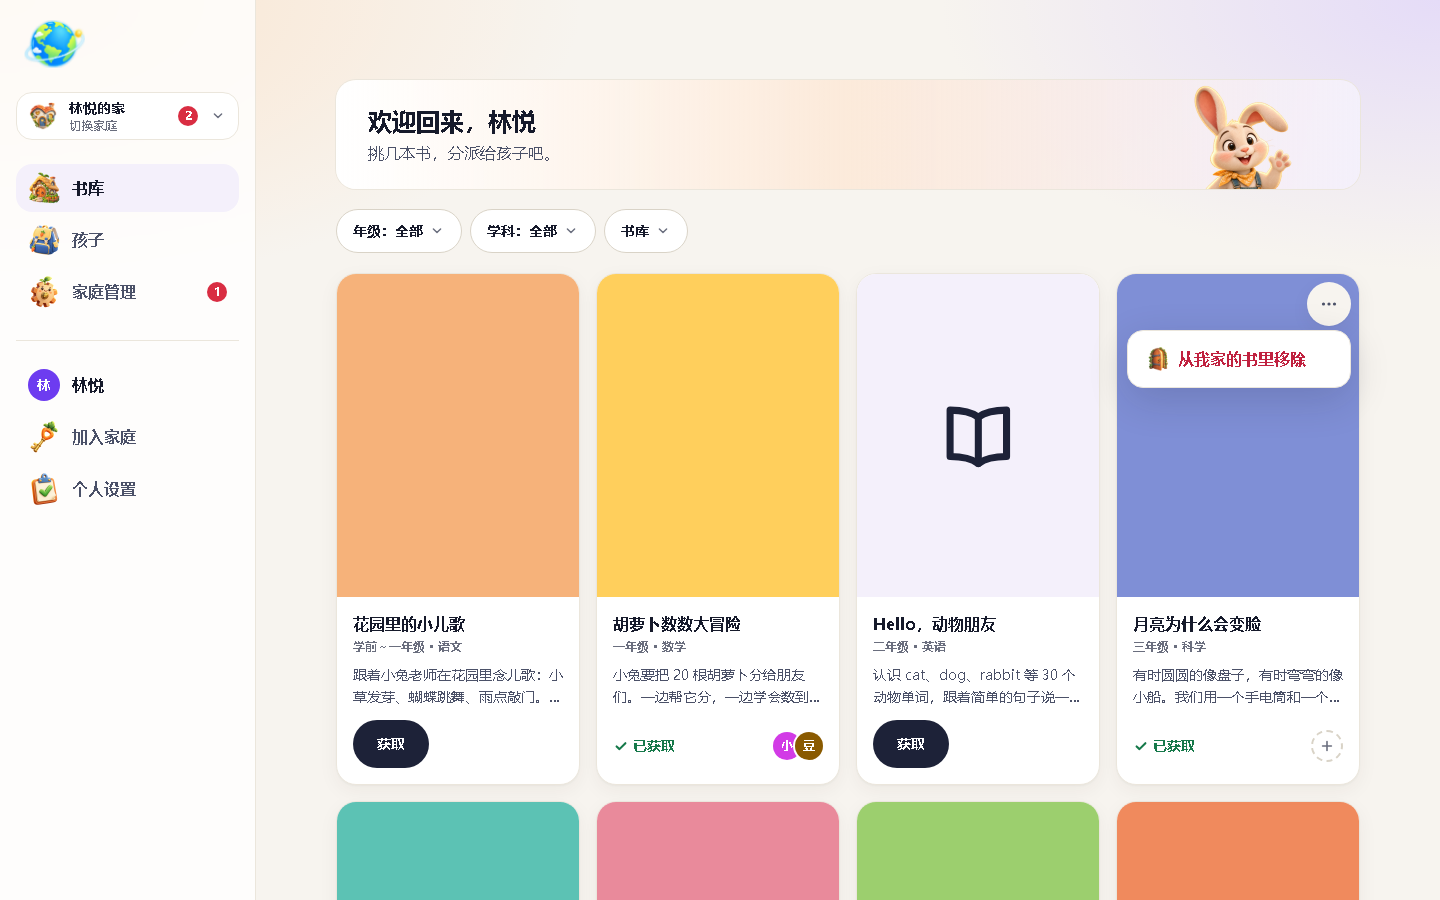 林悦的家
切换家庭
2
书库
孩子
家庭管理
1
林
林悦
加入家庭
个人设置
欢迎回来，林悦
挑几本书，分派给孩子吧。
年级：全部
学科：全部
书库
从我家的书里移除
花园里的小儿歌
学前～一年级 • 语文
跟着小兔老师在花园里念儿歌：小
草发芽、蝴蝶跳舞、雨点敲门。...
获取
胡萝卜数数大冒险
一年级 • 数学
小兔要把 20 根胡萝卜分给朋友
们。一边帮它分，一边学会数到...
已获取
小
豆
Hello，动物朋友
二年级 • 英语
认识 cat、dog、rabbit 等 30 个
动物单词，跟着简单的句子说一...
获取
月亮为什么会变脸
三年级 • 科学
有时圆圆的像盘子，有时弯弯的像
小船。我们用一个手电筒和一个...
已获取